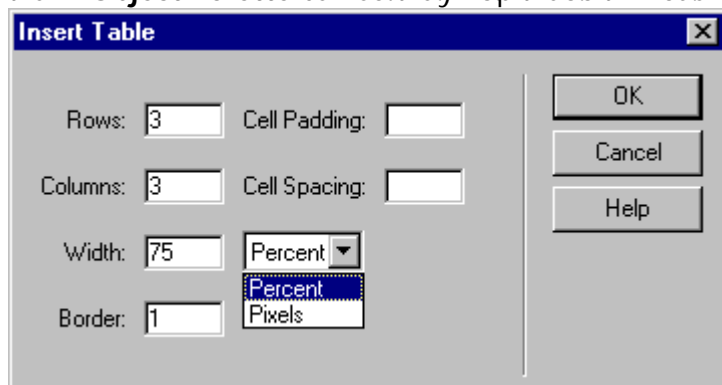 Insert Table
Rows: 3 Cell Padding: OK
Cancel
Columns: 3 Cell Spacing:
Help
Width: 75 Percent
Percent
Border: 1 Pixels